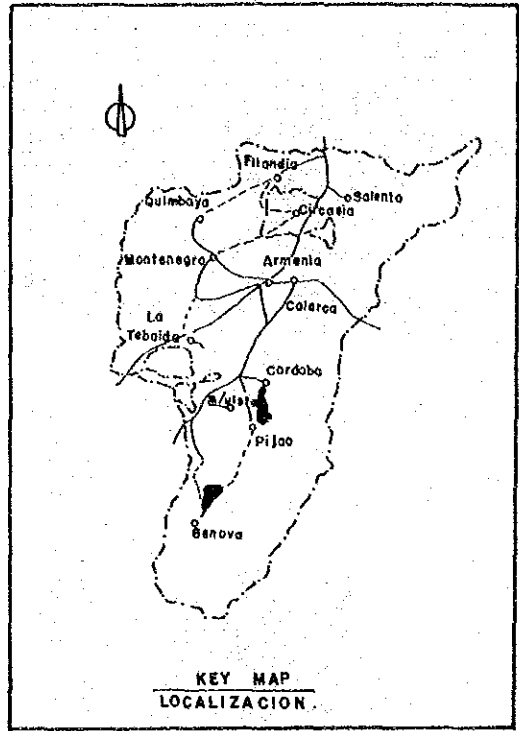 Filandia
Salento
Quimbaya
Circasia
Montenegro
Armenia
Calarca
La
Tebaida
Cordoba
B/vista
Pijao
Genova
KEY MAP
LOCALIZACION.